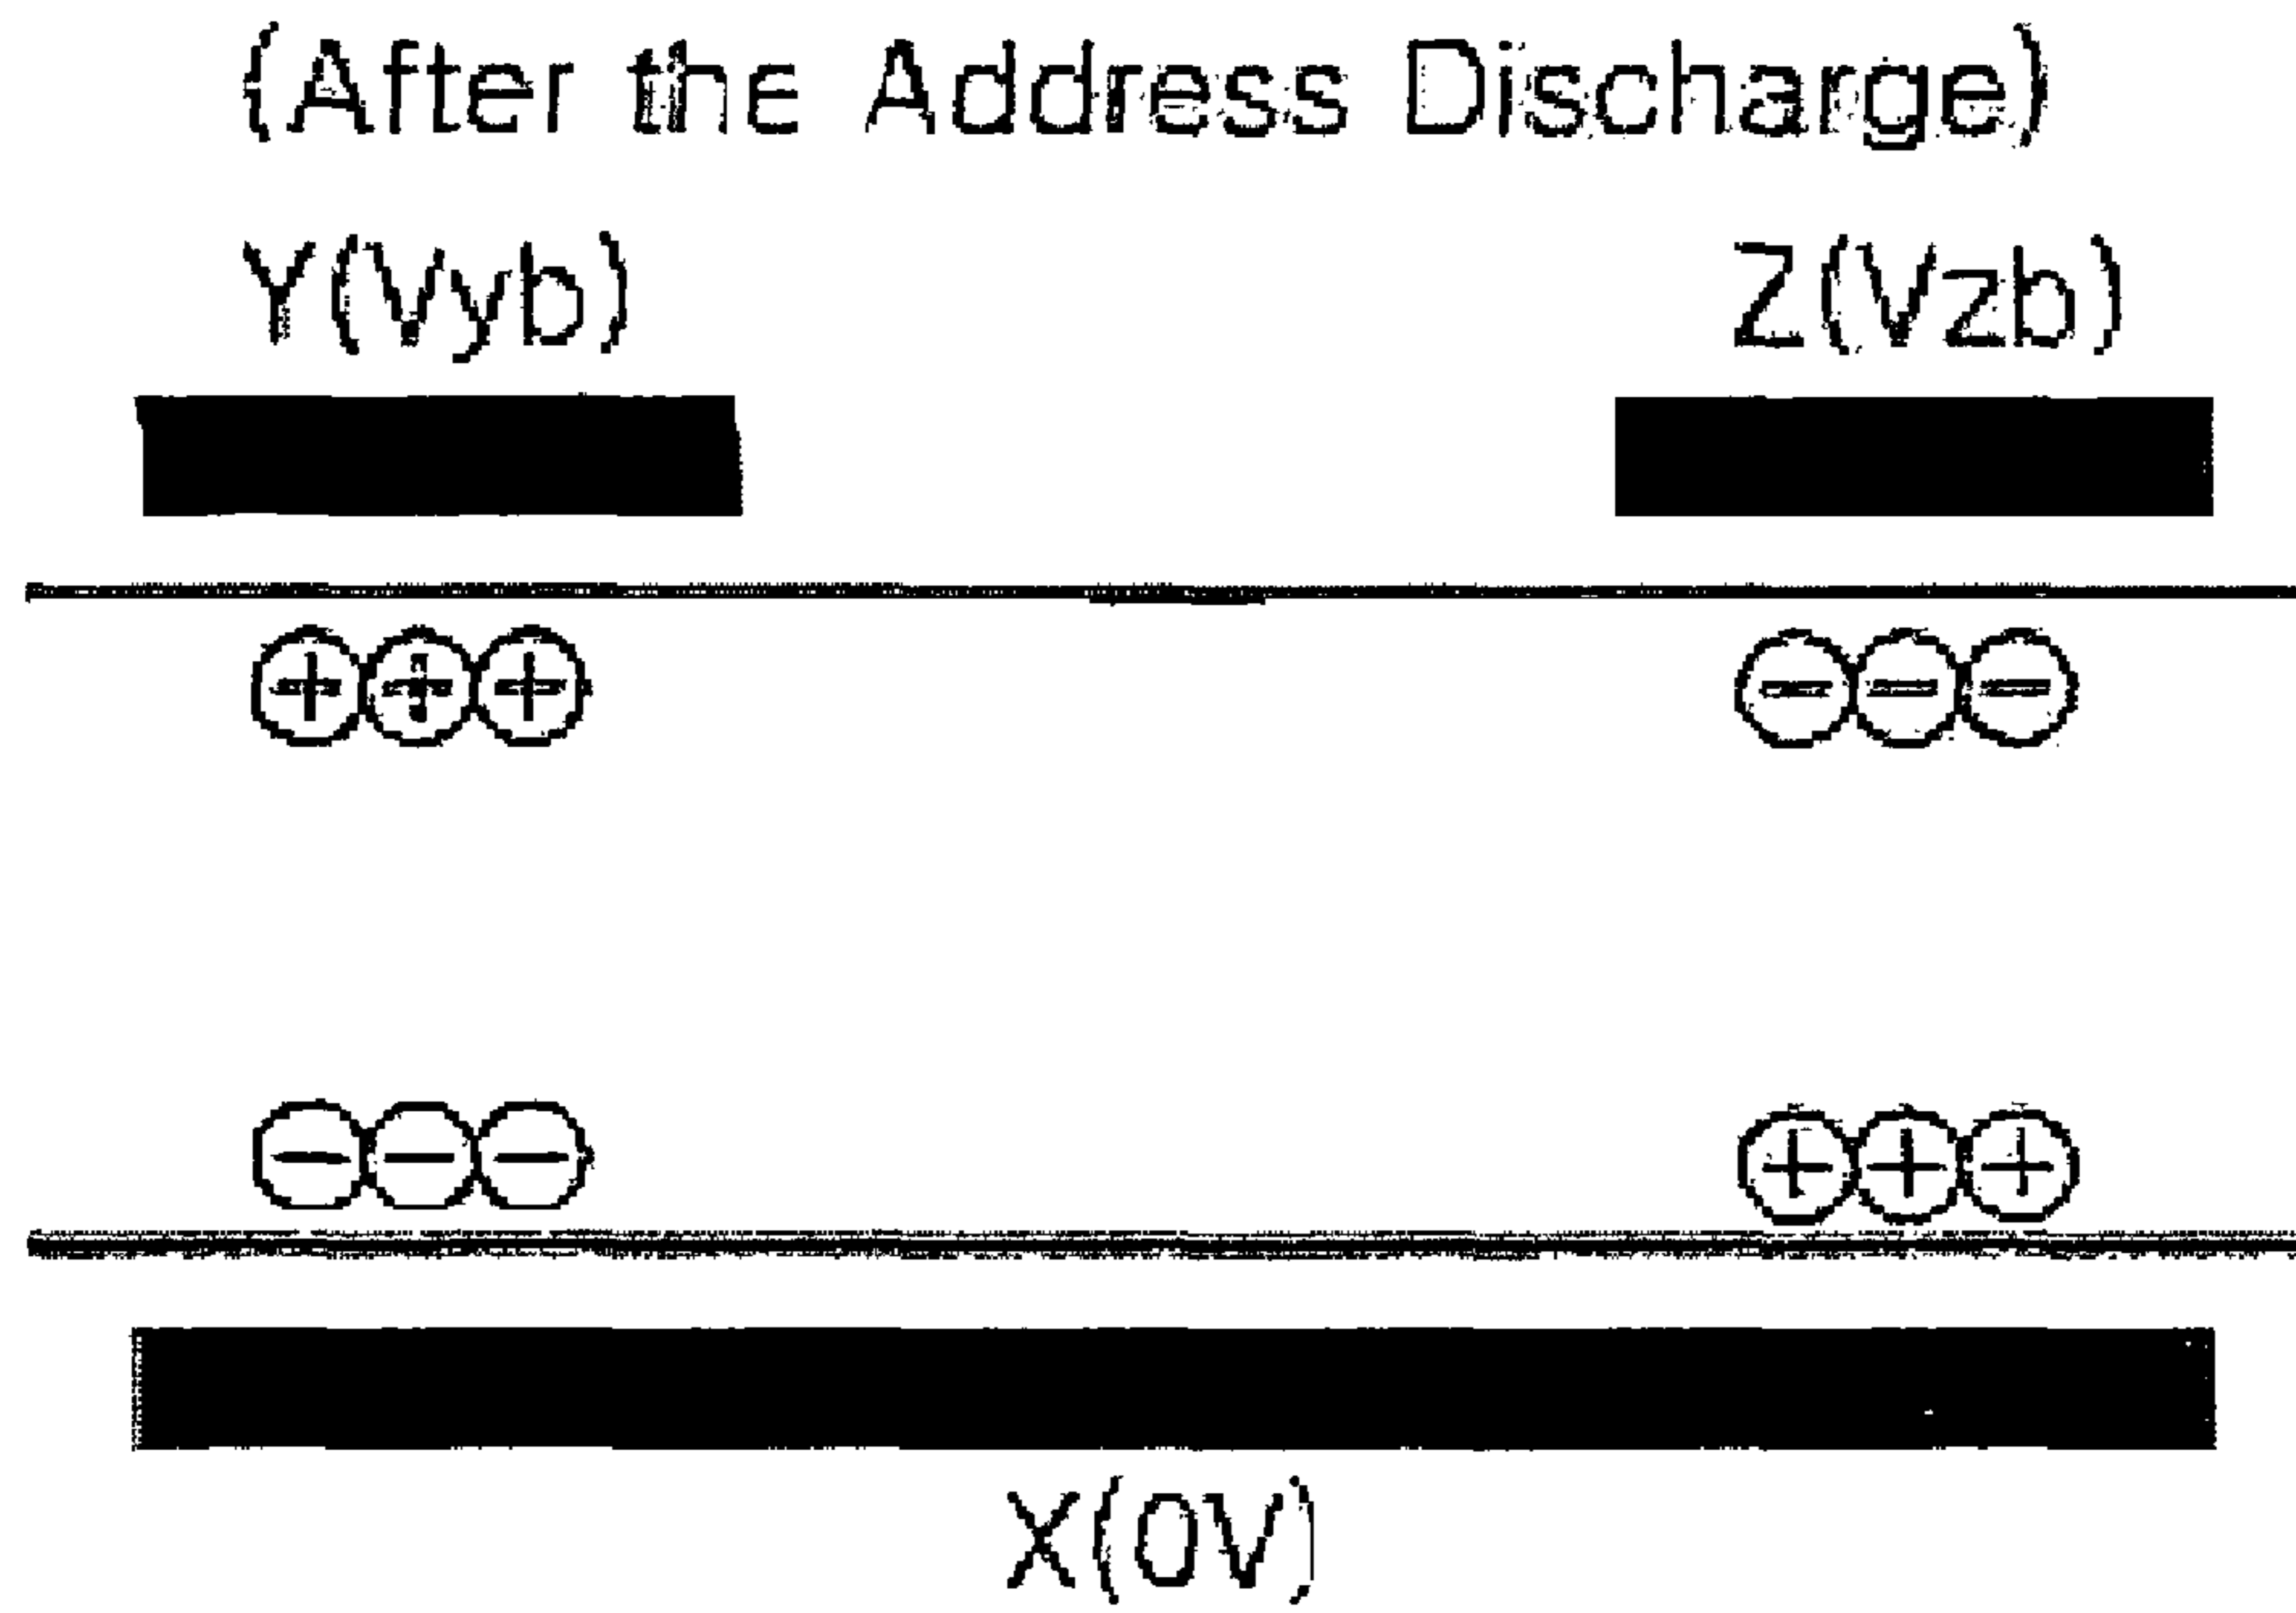 (After the Address Discharge)
Y(Vyb) Z(Vzb)
⊕⊕⊕ ⊖⊖⊖
⊖⊖⊖ ⊕⊕⊕
X(0V)